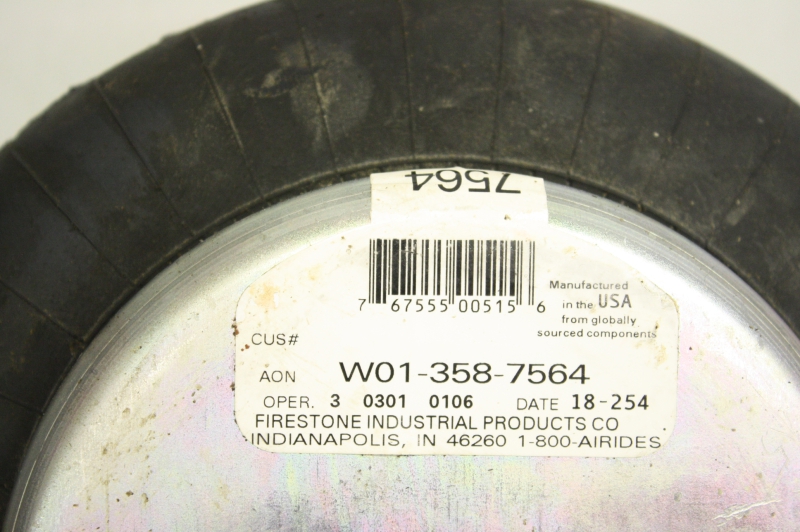 7564
7 67555 00515 6
Manufactured
in the USA
from globally
sourced components
CUS#
AON W01-358-7564
OPER. 3 0301 0106 DATE 18-254
FIRESTONE INDUSTRIAL PRODUCTS CO
INDIANAPOLIS, IN 46260 1-800-AIRIDES